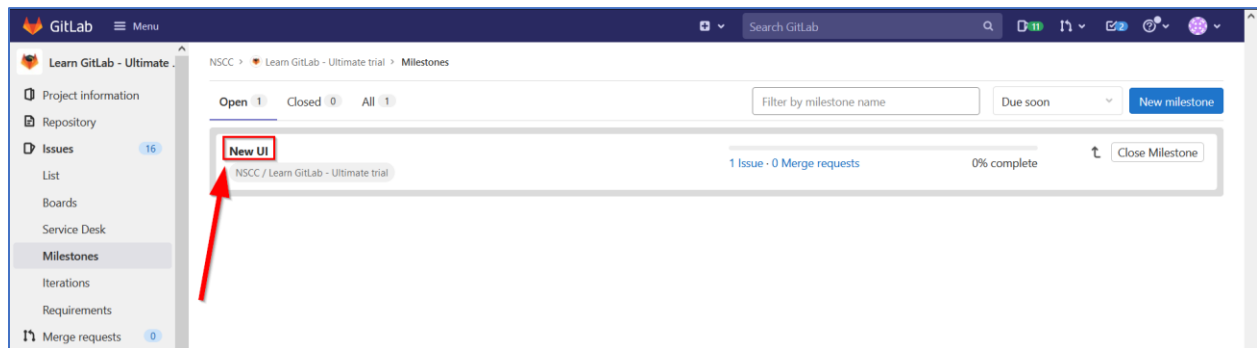 GitLab Menu Search GitLab 11 2
Learn GitLab - Ultimate .
NSCC > Learn GitLab - Ultimate trial > Milestones
Project information
Repository
Issues 16
List
Boards
Service Desk
Milestones
Iterations
Requirements
Merge requests 0
Open 1 Closed 0 All 1 Filter by milestone name Due soon New milestone
New UI
NSCC / Learn GitLab - Ultimate trial
1 Issue · 0 Merge requests 0% complete Close Milestone